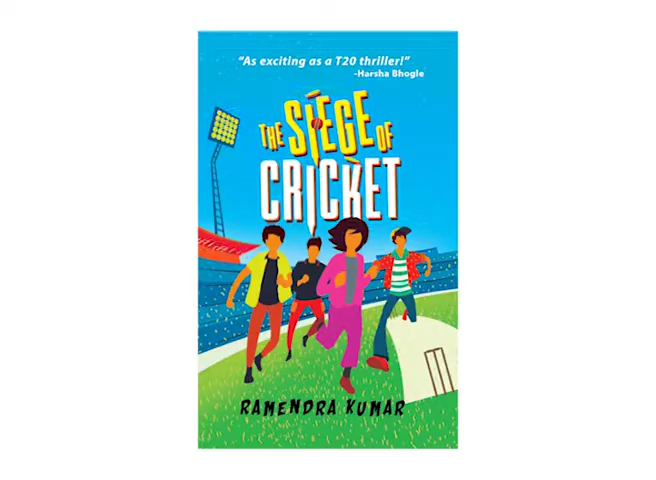 “As exciting as a T20 thriller!”
-Harsha Bhogle
THE SIEGE OF
CRICKET
RAMENDRA KUMAR